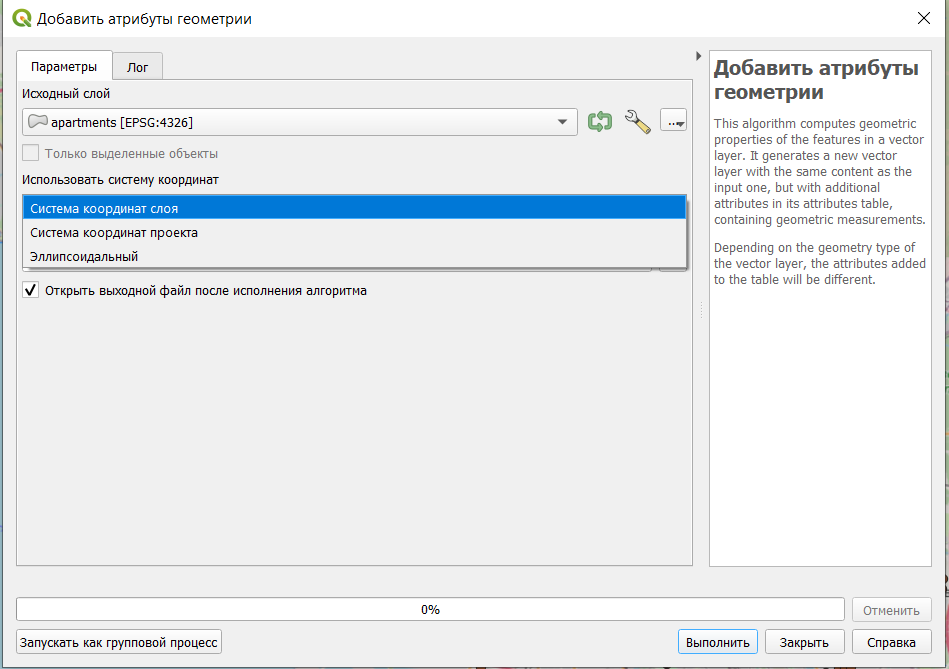 Добавить атрибуты геометрии
Параметры
Лог
Исходный слой
apartments [EPSG:4326]
...
Только выделенные объекты
Использовать систему координат
Система координат слоя
Система координат проекта
Эллипсоидальный
Открыть выходной файл после исполнения алгоритма
Добавить атрибуты
геометрии
This algorithm computes geometric
properties of the features in a vector
layer. It generates a new vector
layer with the same content as the
input one, but with additional
attributes in its attributes table,
containing geometric measurements.
Depending on the geometry type of
the vector layer, the attributes added
to the table will be different.
0%
Отменить
Запускать как групповой процесс
Выполнить
Закрыть
Справка